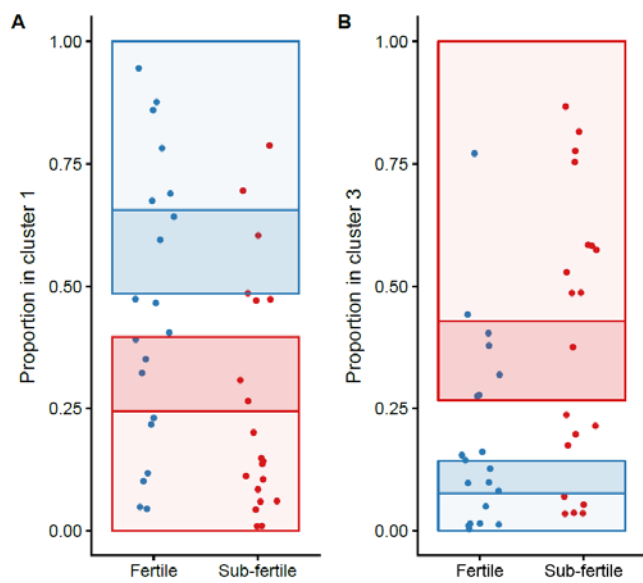 A
Proportion in cluster 1
1.00
0.75
0.50
0.25
0.00
Fertile Sub-fertile
B
Proportion in cluster 3
1.00
0.75
0.50
0.25
0.00
Fertile Sub-fertile